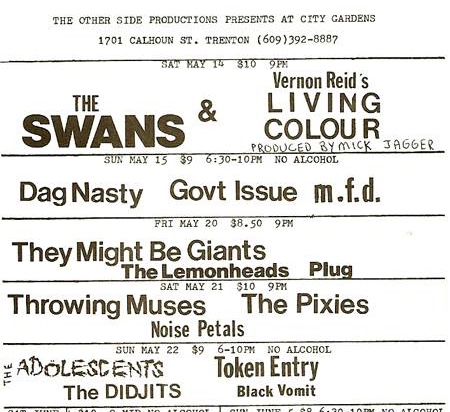 THE OTHER SIDE PRODUCTIONS PRESENTS AT CITY GARDENS
1701 CALHOUN ST. TRENTON (609)392-8887
SAT MAY 14 $10 9PM
THE
SWANS
&
Vernon Reid's
LIVING
COLOUR
PRODUCED BY MICK JAGGER
SUN MAY 15 $9 6:30-10PM NO ALCOHOL
Dag Nasty Govt Issue m.f.d.
FRI MAY 20 $8.50 9PM
They Might Be Giants
The Lemonheads Plug
SAT MAY 21 $10 9PM
Throwing Muses The Pixies
Noise Petals
SUN MAY 22 $9 6-10PM NO ALCOHOL
THE ADOLESCENTS Token Entry
The DIDJITS Black Vomit